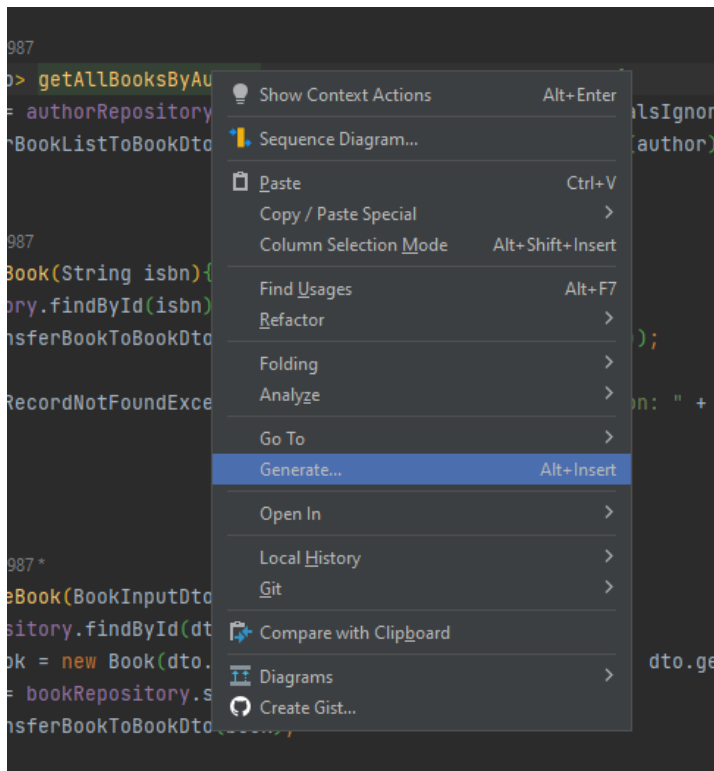 987
> getAllBooksByAu
= authorRepository
alsIgnor
rBookListToBookDto
(author)
987
Book(String isbn){
ory.findById(isbn)
nsferBookToBookDto
));
RecordNotFoundExce
on: " +
987 *
eBook(BookInputDto
sitory.findById(dt
ok = new Book(dto.
dto.ge
= bookRepository.s
nsferBookToBookDto(book);
Show Context Actions Alt+Enter
Sequence Diagram...
Paste Ctrl+V
Copy / Paste Special
Column Selection Mode Alt+Shift+Insert
Find Usages Alt+F7
Refactor
Folding
Analyze
Go To
Generate... Alt+Insert
Open In
Local History
Git
Compare with Clipboard
Diagrams
Create Gist...